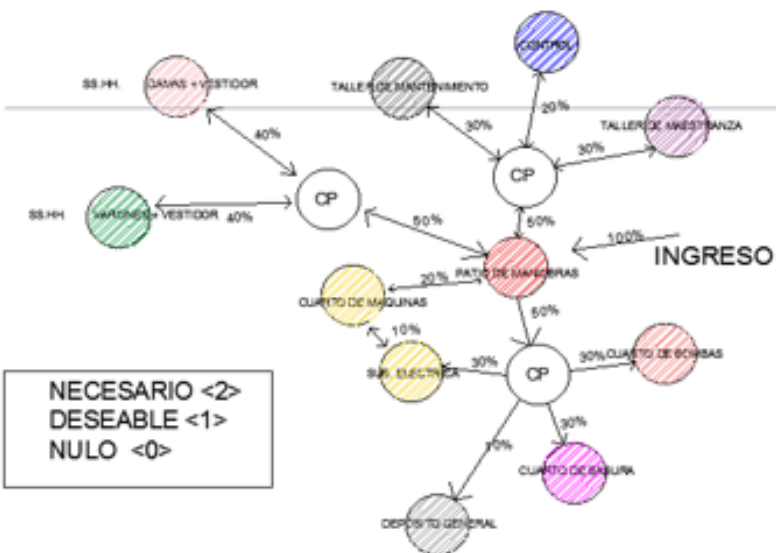 CONTROL
SS.HH.
DAMAS + VESTIDOR
TALLER DE MANTENIMIENTO
20%
30%
TALLER DE MAESTRANZA
40%
30%
CP
CP
SS.HH.
VARONES + VESTIDOR
40%
50%
50%
100%
INGRESO
PATIO DE MANIOBRAS
20%
CUARTO DE MAQUINAS
50%
10%
30%
SUB. ELECTRICA
CP
30%
CUARTO DE BOMBAS
NECESARIO <2>
DESEABLE <1>
NULO <0>
30%
10%
CUARTO DE BASURA
DEPOSITO GENERAL